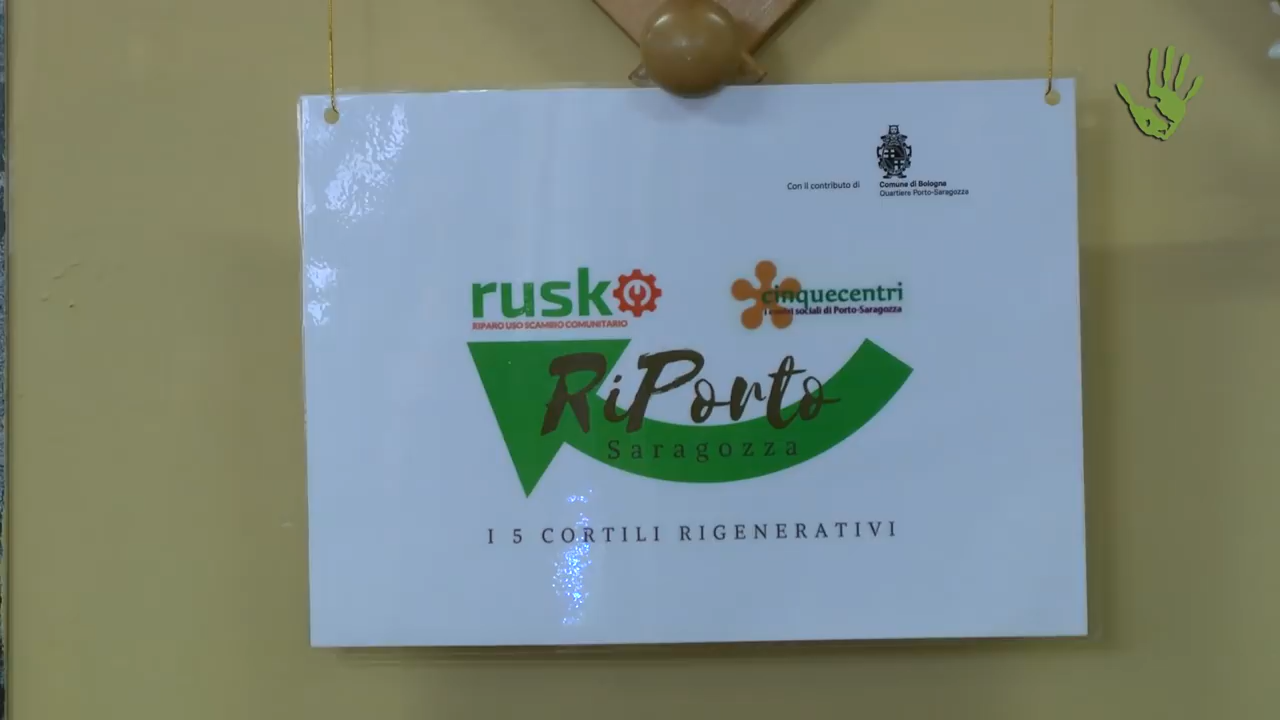 Con il contributo di
Comune di Bologna
Quartiere Porto-Saragozza
rusko
RIPARO USO SCAMBIO COMUNITARIO
cinquecentri
i centri sociali di Porto-Saragozza
RiPorto
Saragozza
I 5 CORTILI RIGENERATIVI